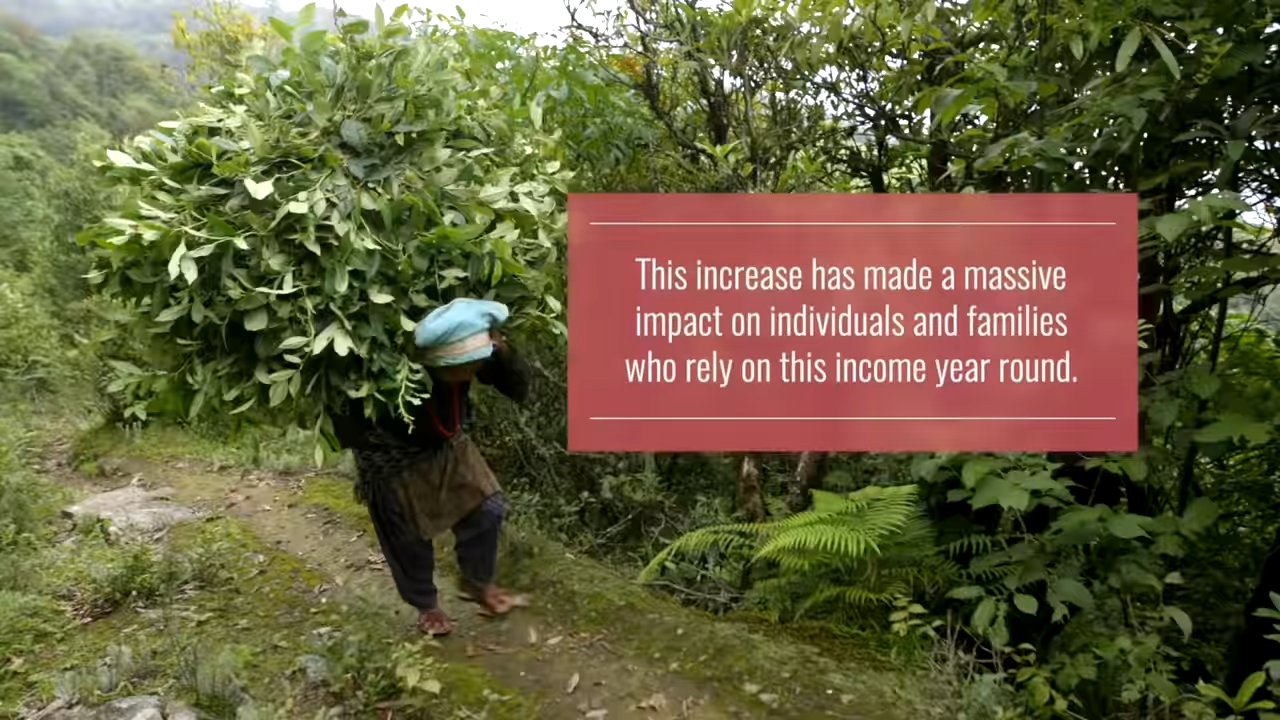 This increase has made a massive
impact on individuals and families
who rely on this income year round.